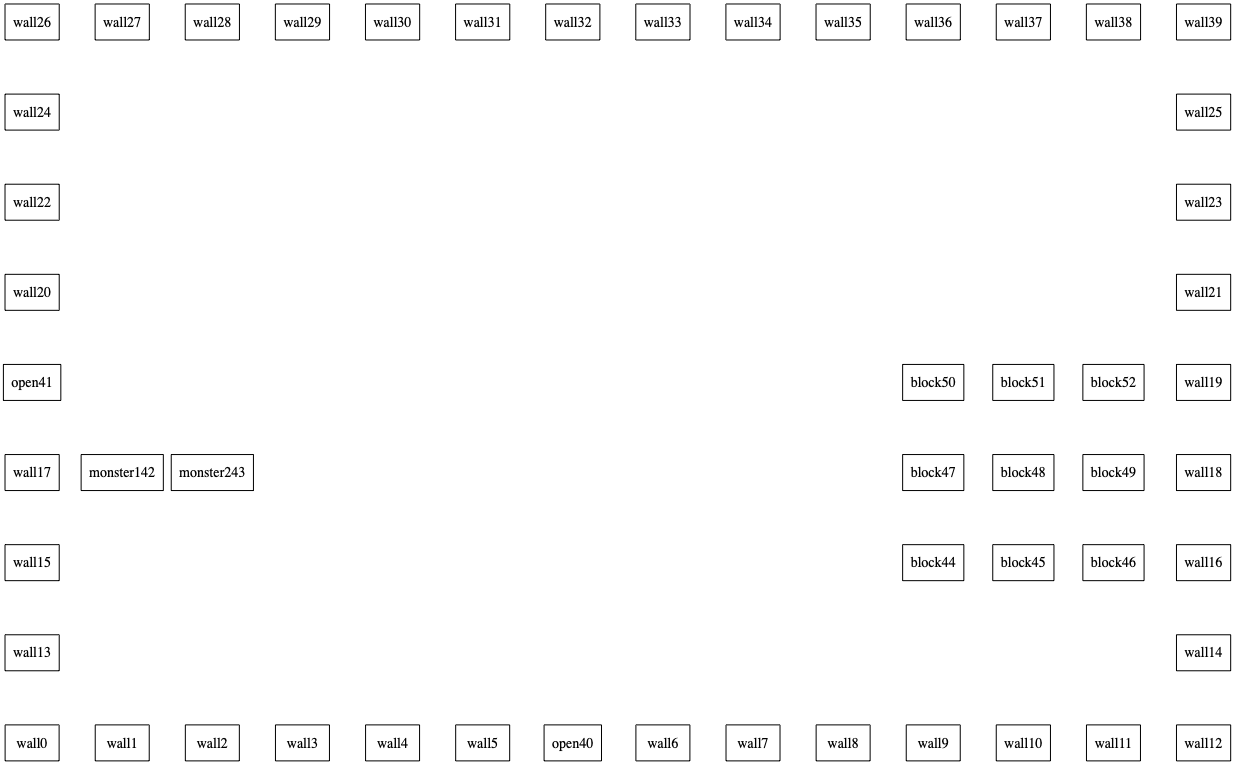 wall26 wall27 wall28 wall29 wall30 wall31 wall32 wall33 wall34 wall35 wall36 wall37 wall38 wall39
wall24 wall25
wall22 wall23
wall20 wall21
open41 block50 block51 block52 wall19
wall17 monster142 monster243 block47 block48 block49 wall18
wall15 block44 block45 block46 wall16
wall13 wall14
wall0 wall1 wall2 wall3 wall4 wall5 open40 wall6 wall7 wall8 wall9 wall10 wall11 wall12